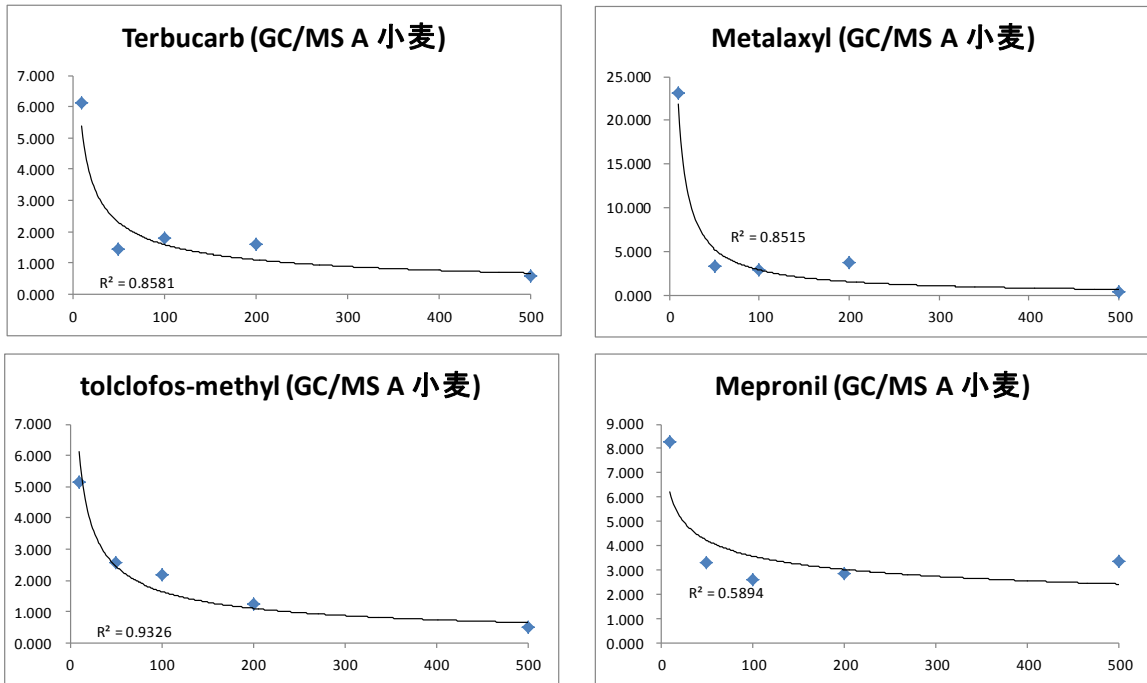 Terbucarb (GC/MS A 小麦)
7.000
6.000
5.000
4.000
3.000
2.000
1.000
0.000
R² = 0.8581
0 100 200 300 400 500
Metalaxyl (GC/MS A 小麦)
25.000
20.000
15.000
10.000
5.000
0.000
R² = 0.8515
0 100 200 300 400 500
tolclofos-methyl (GC/MS A 小麦)
7.000
6.000
5.000
4.000
3.000
2.000
1.000
0.000
R² = 0.9326
0 100 200 300 400 500
Mepronil (GC/MS A 小麦)
9.000
8.000
7.000
6.000
5.000
4.000
3.000
2.000
1.000
0.000
R² = 0.5894
0 100 200 300 400 500